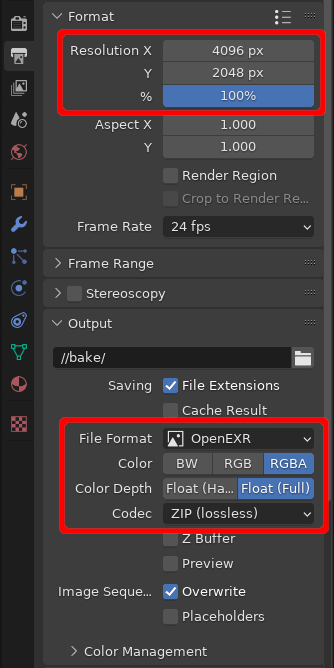 Format
Resolution X 4096 px
Y 2048 px
% 100%
Aspect X 1.000
Y 1.000
Render Region
Crop to Render Re...
Frame Rate 24 fps
Frame Range
Stereoscopy
Output
//bake/
Saving File Extensions
Cache Result
File Format OpenEXR
Color BW RGB RGBA
Color Depth Float (Ha... Float (Full)
Codec ZIP (lossless)
Z Buffer
Preview
Image Seque... Overwrite
Placeholders
Color Management